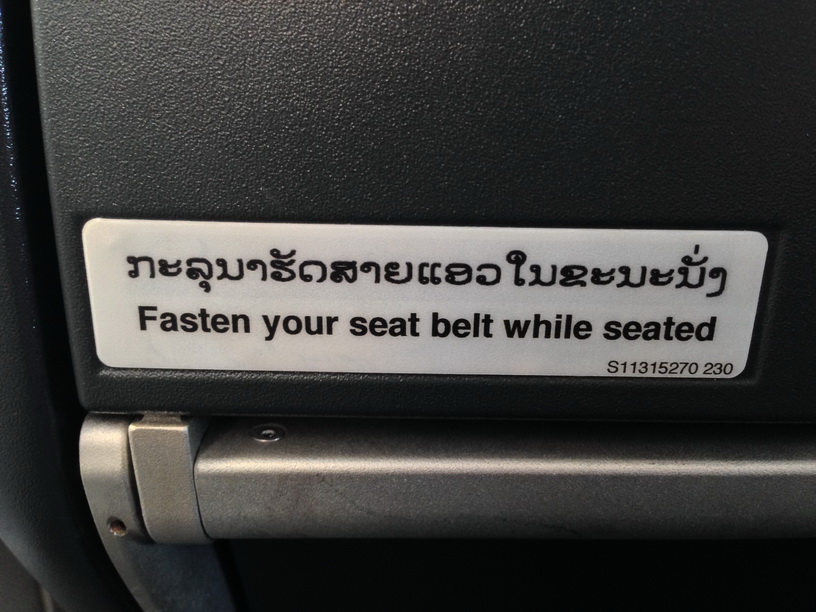 ກະລຸນາຮັດສາຍແອວໃນຂະນະນັ່ງ
Fasten your seat belt while seated
S11315270 230